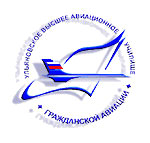 УЛЬЯНОВСКОЕ ВЫСШЕЕ АВИАЦИОННОЕ УЧИЛИЩЕ
ГРАЖДАНСКОЙ АВИАЦИИ